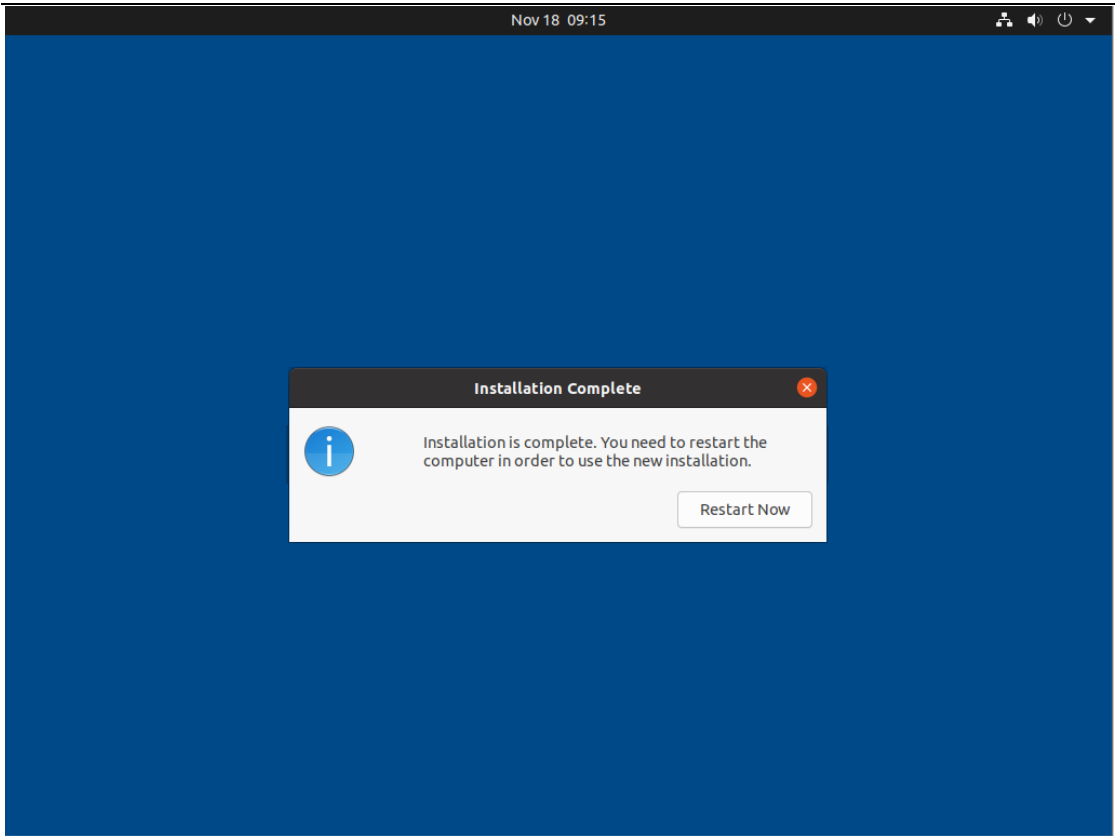 Nov 18 09:15
Installation Complete
Installation is complete. You need to restart the
computer in order to use the new installation.
Restart Now